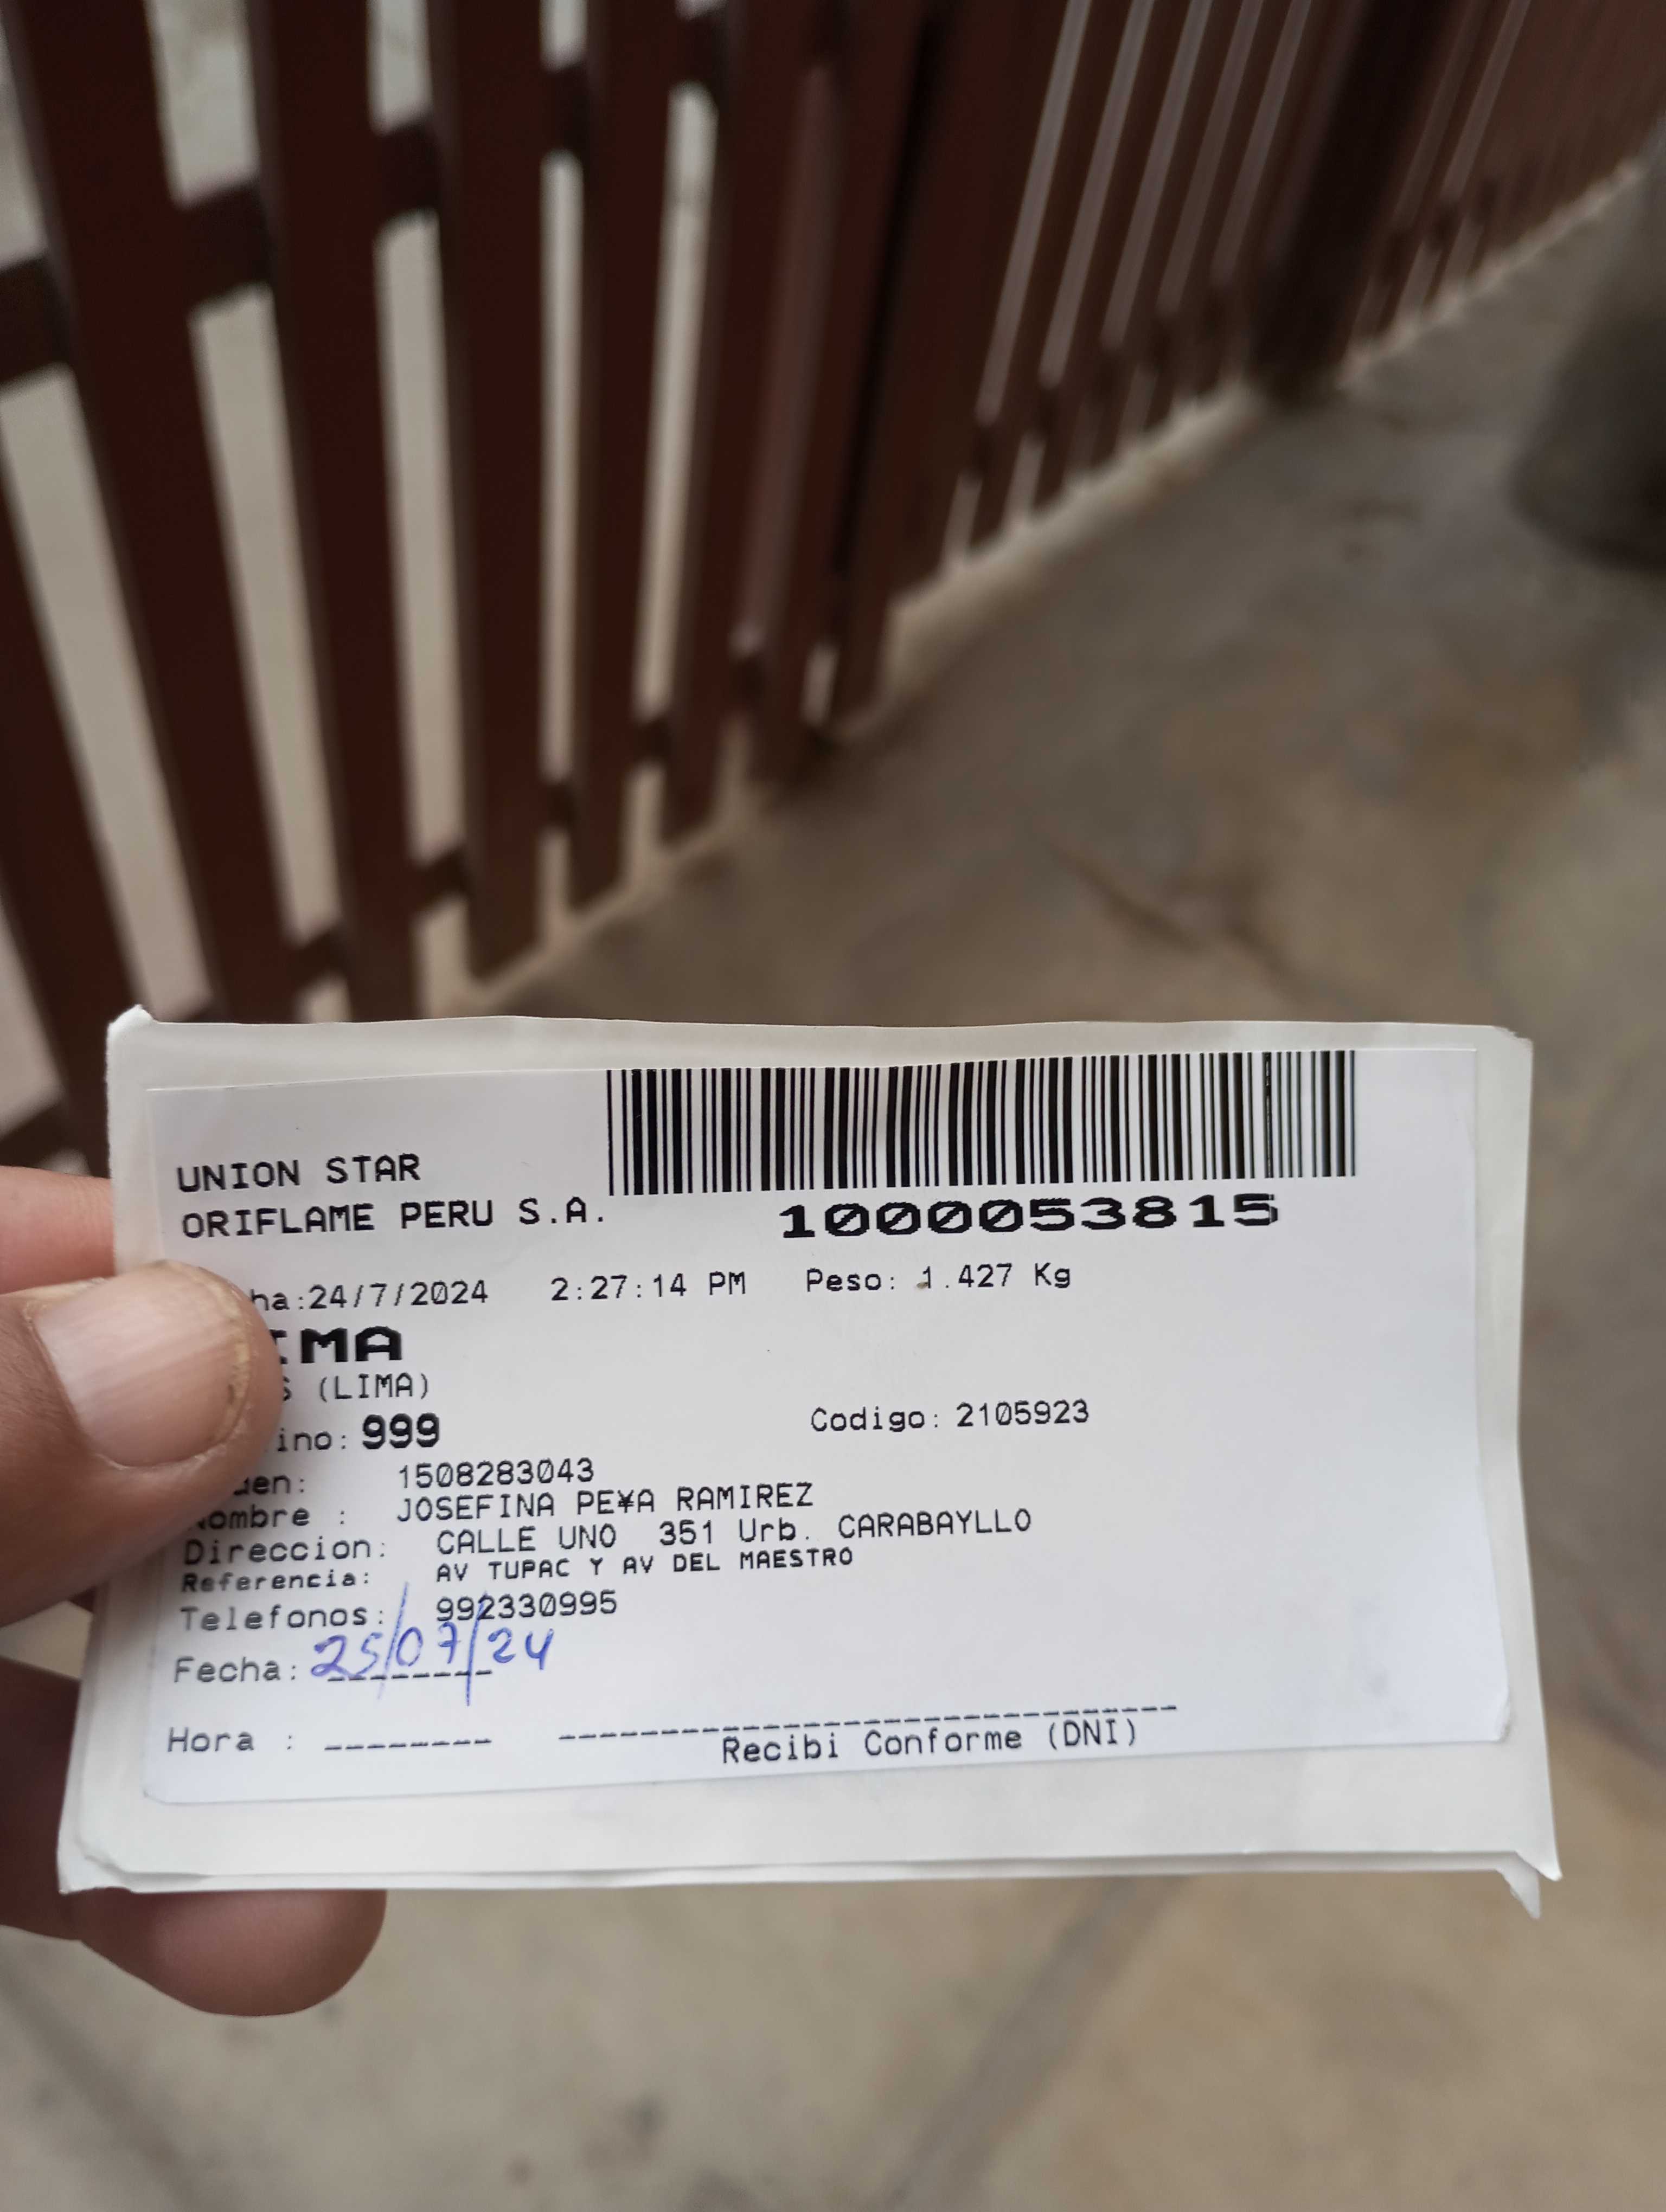 UNION STAR
ORIFLAME PERU S.A.
1000053815
ha:24/7/2024 2:27:14 PM Peso: 1.427 Kg
IMA
S (LIMA)
ino: 999 Codigo: 2105923
den: 1508283043
Nombre : JOSEFINA PE¥A RAMIREZ
Direccion: CALLE UNO 351 Urb. CARABAYLLO
Referencia: AV TUPAC Y AV DEL MAESTRO
Telefonos: 992330995
Fecha: 25/07/24
Hora : --------
Recibi Conforme (DNI)